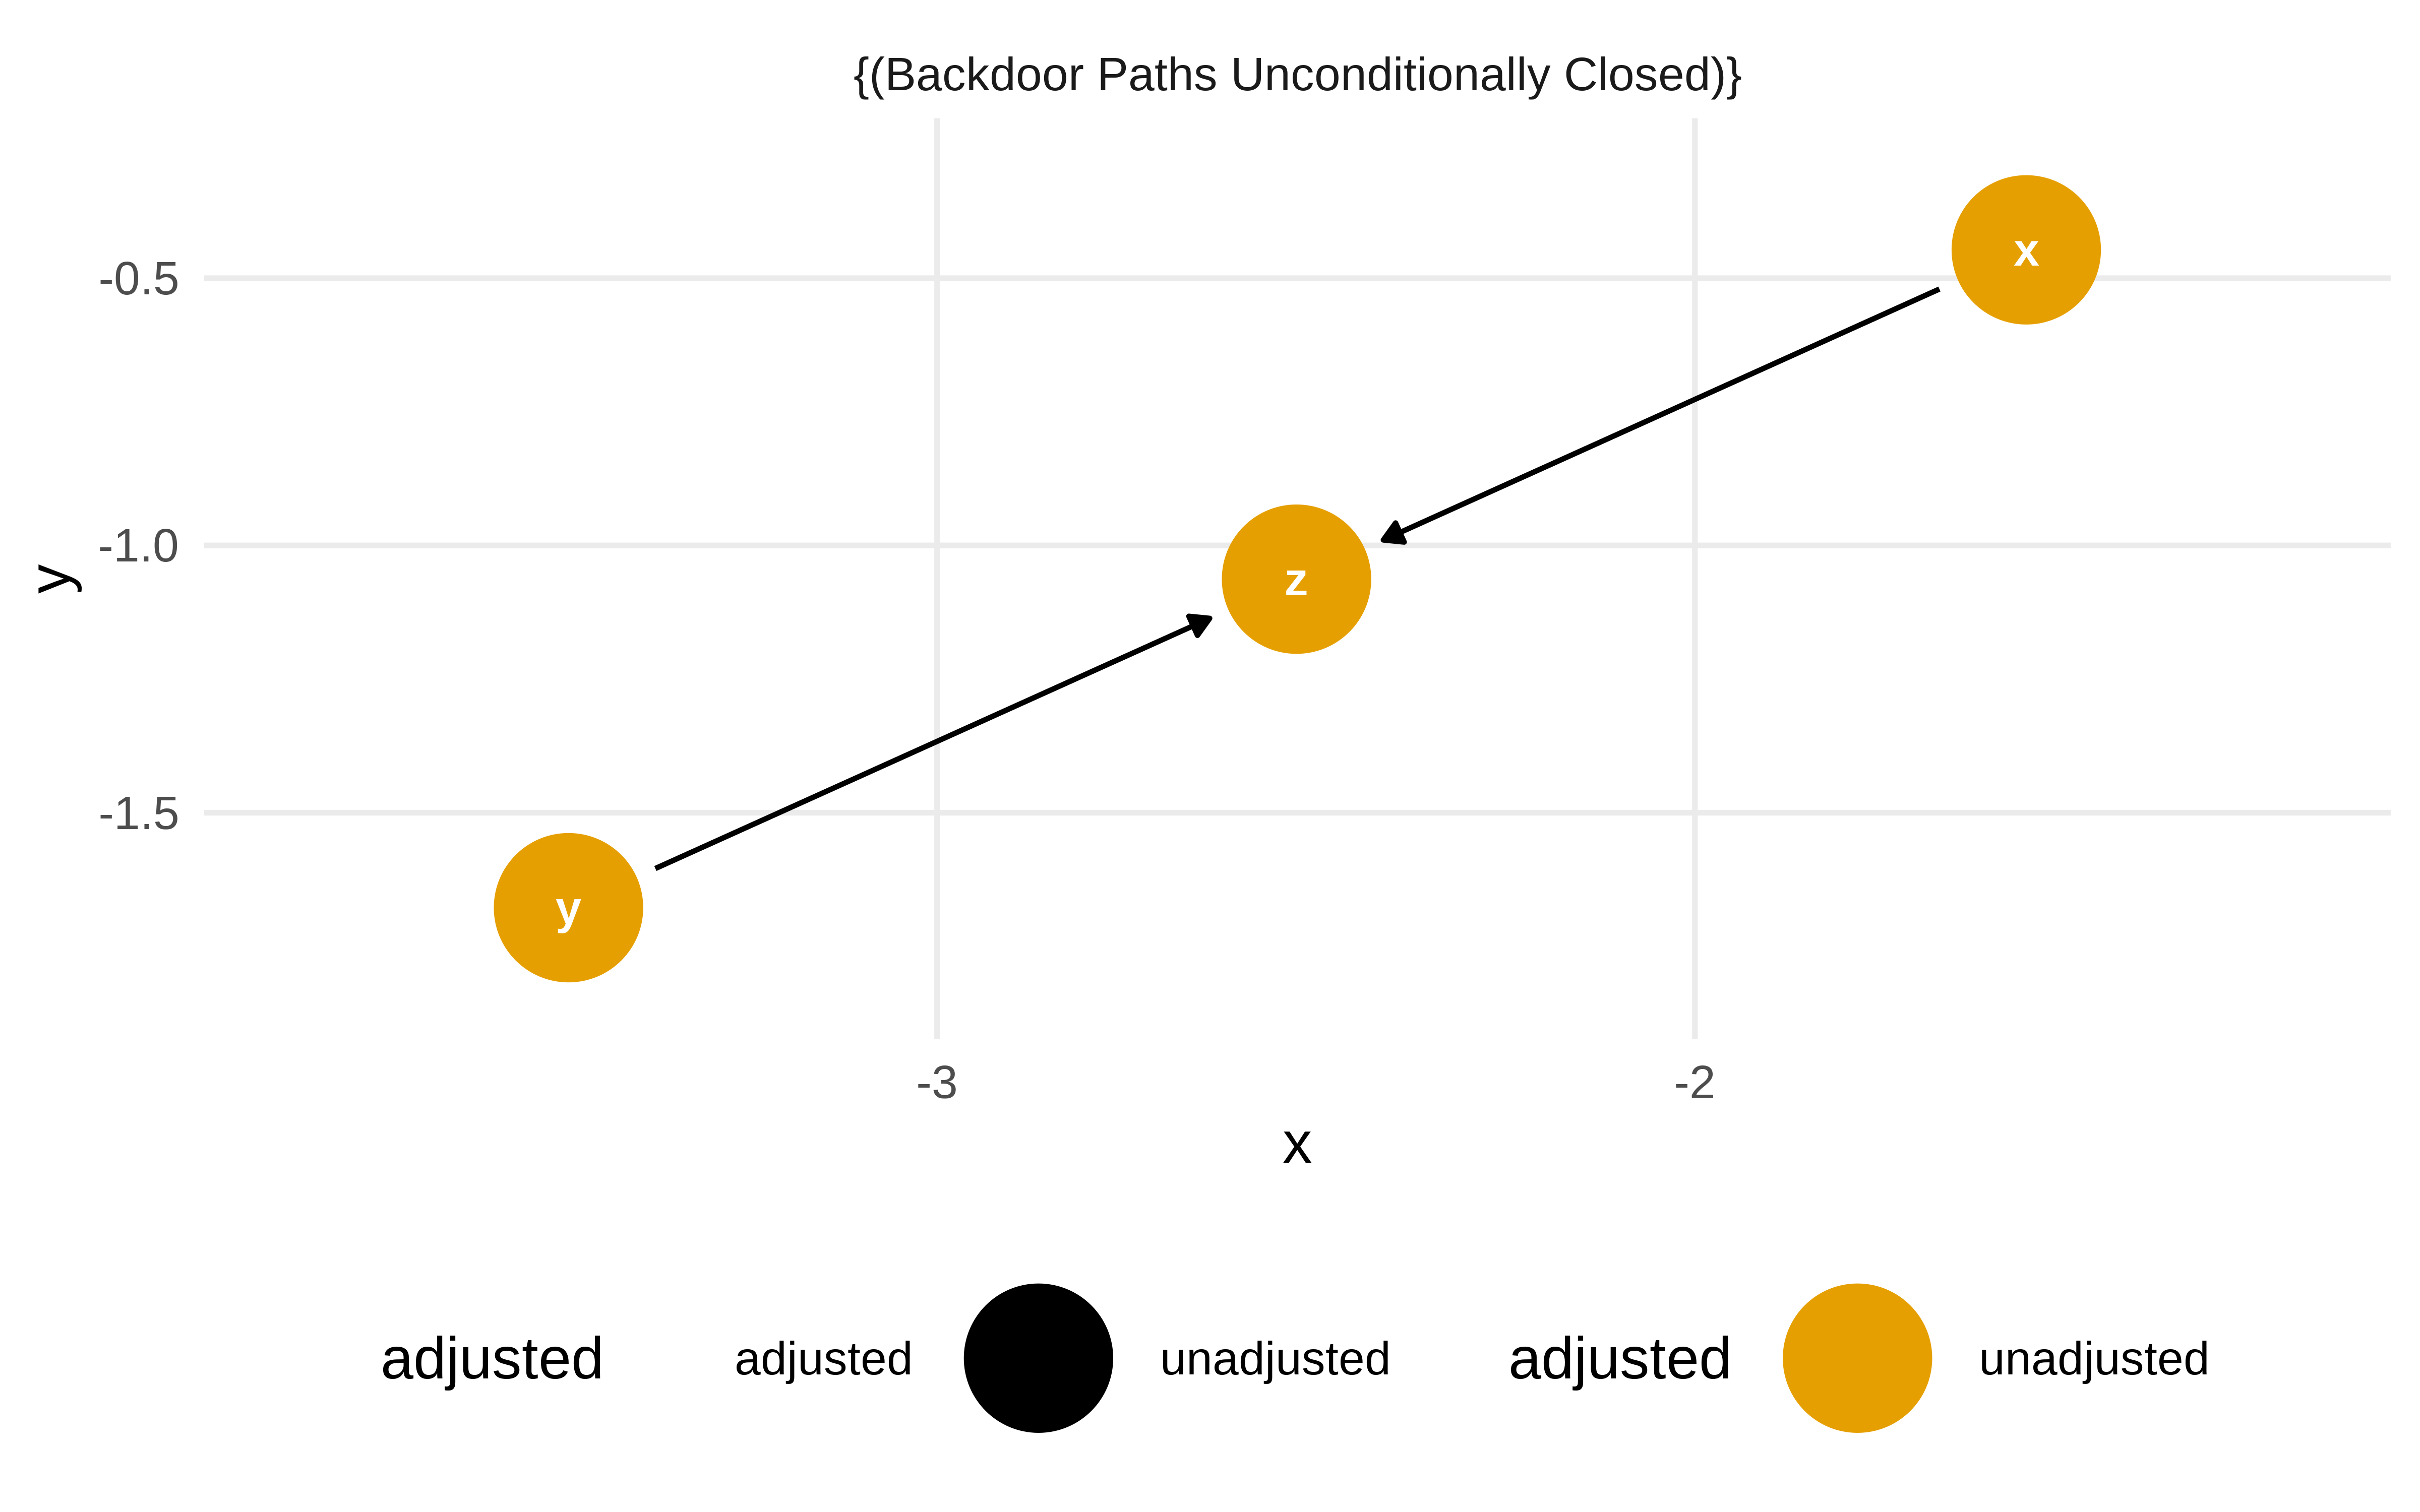 {(Backdoor Paths Unconditionally Closed)}
x
-0.5
-1.0
z
y
-1.5
y
-3
-2
x
adjusted adjusted unadjusted adjusted unadjusted